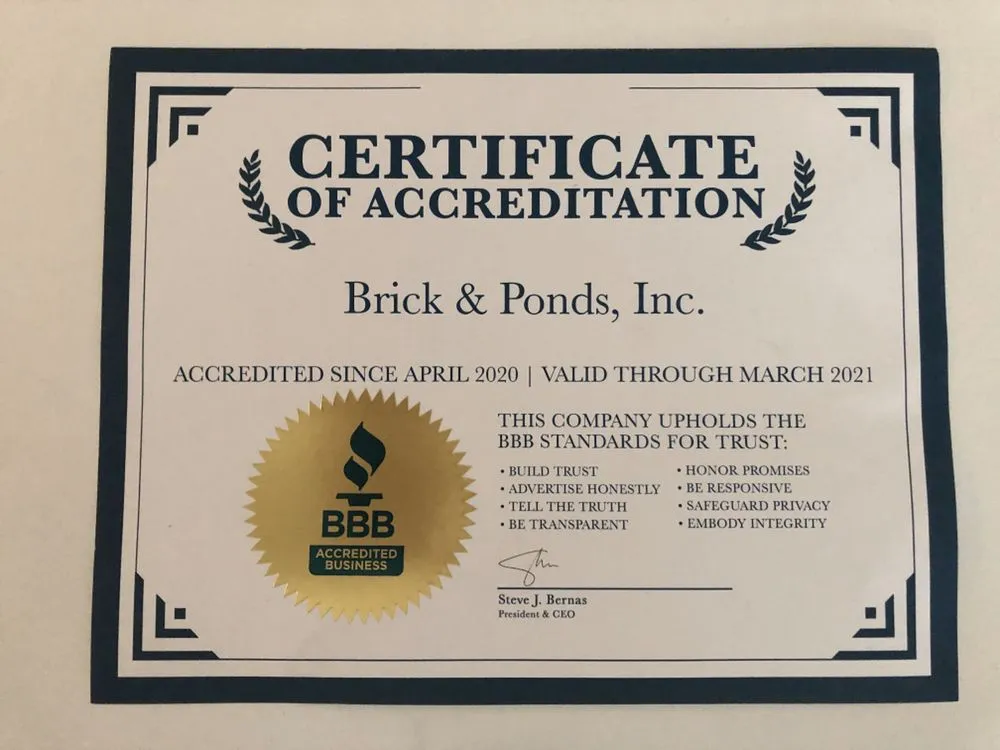 CERTIFICATE
OF ACCREDITATION
Brick & Ponds, Inc.
ACCREDITED SINCE APRIL 2020 | VALID THROUGH MARCH 2021
THIS COMPANY UPHOLDS THE
BBB STANDARDS FOR TRUST:
• BUILD TRUST
• ADVERTISE HONESTLY
• TELL THE TRUTH
• BE TRANSPARENT
• HONOR PROMISES
• BE RESPONSIVE
• SAFEGUARD PRIVACY
• EMBODY INTEGRITY
BBB
ACCREDITED
BUSINESS
Steve J. Bernas
President & CEO